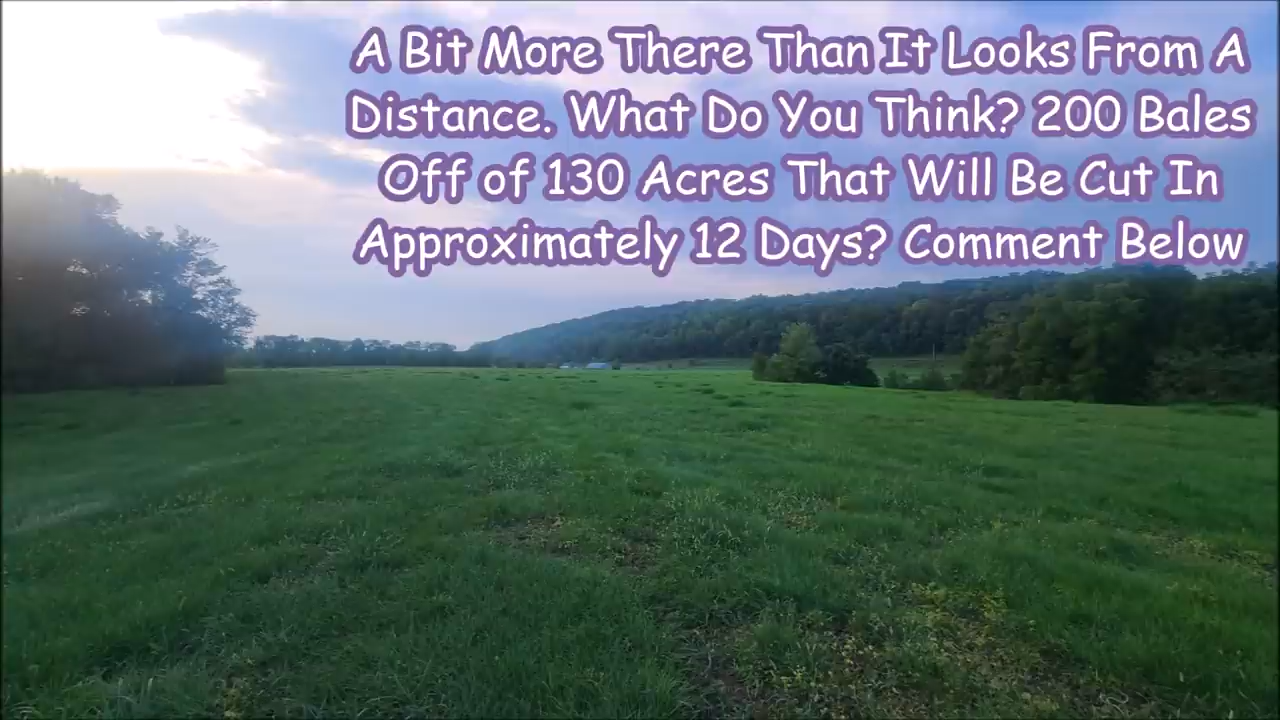 A Bit More There Than It Looks From A
Distance. What Do You Think? 200 Bales
Off of 130 Acres That Will Be Cut In
Approximately 12 Days? Comment Below